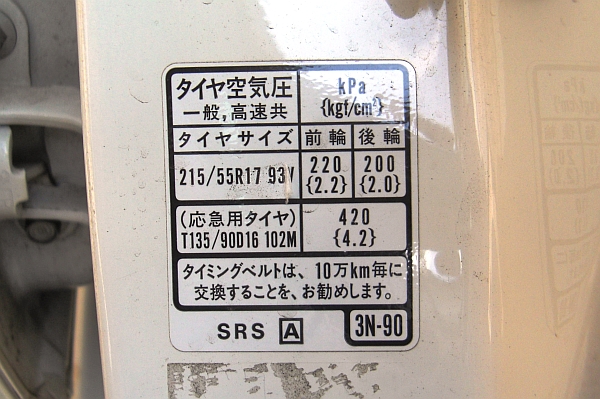 タイヤ空気圧 kPa
一般，高速共 {kgf/cm²}
タイヤサイズ 前輪 後輪
215/55R17 93V 220 200
{2.2} {2.0}
(応急用タイヤ) 420
T135/90D16 102M {4.2}
タイミングベルトは、10万km毎に
交換することを、お勧めします。
SRS A 3N-90